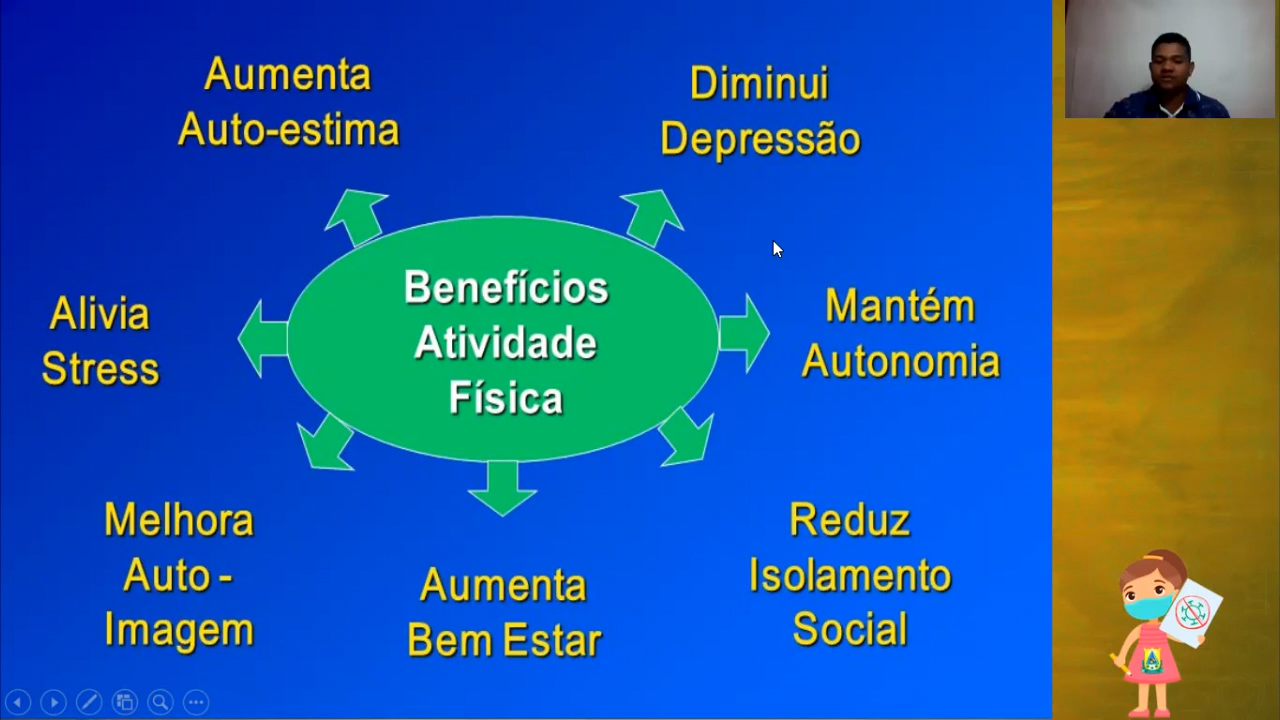 Aumenta
Auto-estima
Diminui
Depressão
Benefícios
Atividade
Física
Alivia
Stress
Mantém
Autonomia
Melhora
Auto -
Imagem
Aumenta
Bem Estar
Reduz
Isolamento
Social